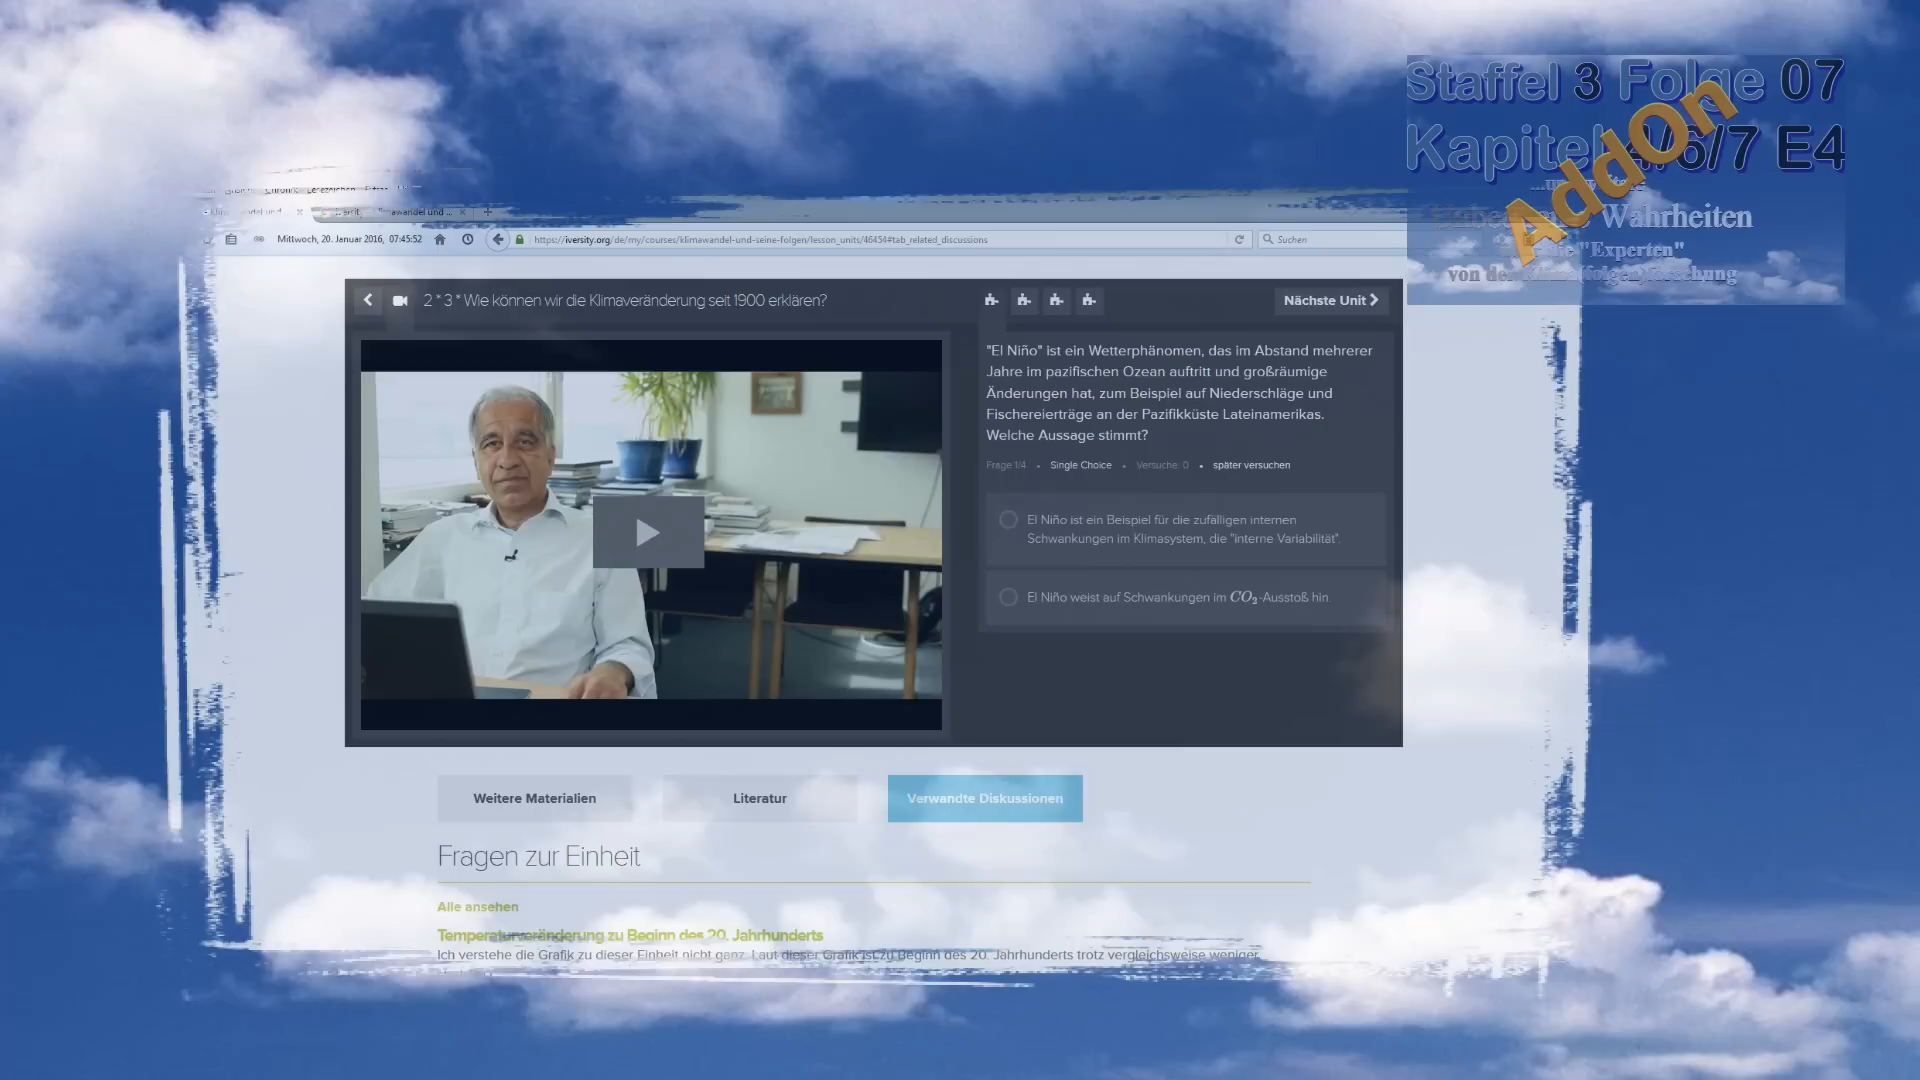 Staffel 3 Folge 07
Kapitel 4/6/7 E4
AddOn
Wahrheiten
"Experten"
Chronik Lesezeichen Extras
Mittwoch, 20. Januar 2016, 07:45:52
https://iversity.org/de/my/courses/klimawandel-und-seine-folgen/lesson_units/46454#tab_related_discussions
Suchen
2 * 3 * Wie können wir die Klimaveränderung seit 1900 erklären?
Nächste Unit
"El Niño" ist ein Wetterphänomen, das im Abstand mehrerer
Jahre im pazifischen Ozean auftritt und großräumige
Änderungen hat, zum Beispiel auf Niederschläge und
Fischereierträge an der Pazifikküste Lateinamerikas.
Welche Aussage stimmt?
Frage 1/4 • Single Choice • Versuche: 0 • später versuchen
El Niño ist ein Beispiel für die zufälligen internen
Schwankungen im Klimasystem, die "interne Variabilität".
El Niño weist auf Schwankungen im CO₂-Ausstoß hin.
Weitere Materialien
Literatur
Verwandte Diskussionen
Fragen zur Einheit
Alle ansehen
Temperaturveränderung zu Beginn des 20. Jahrhunderts
Ich verstehe die Grafik zu dieser Einheit nicht ganz. Laut dieser Grafik ist zu Beginn des 20. Jahrhunderts trotz vergleichsweise weniger